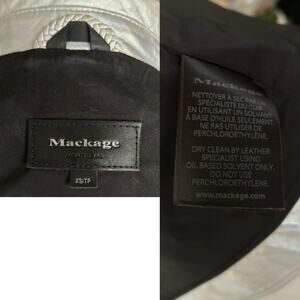 Mackage
MONTRÉAL
XS/TP
Mackage
NETTOYER À SEC PAR UN
SPÉCIALISTE DU CUIR
EN UTILISANT UN SOLVANT
À BASE D'HUILE SEULEMENT
NE PAS UTILISER DE
PERCHLOROÉTHYLÈNE.
DRY CLEAN BY LEATHER
SPECIALIST USING
OIL BASED SOLVENT ONLY.
DO NOT USE
PERCHLOROETHYLENE.
www.mackage.com